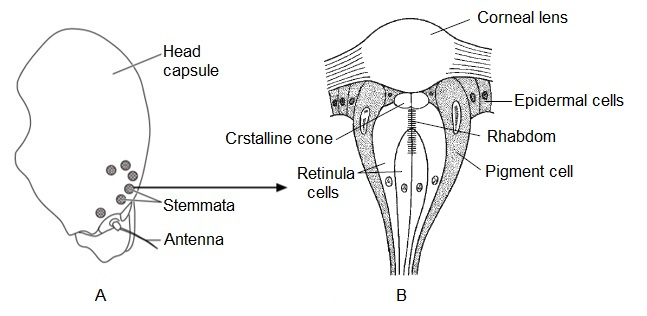 Head
capsule
Stemmata
Antenna
A
Corneal lens
Epidermal cells
Crstalline cone
Rhabdom
Retinula
cells
Pigment cell
B